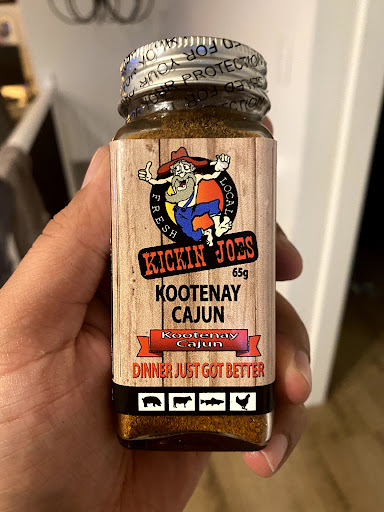 FRESH
LOCAL
KICKIN JOES
65g
KOOTENAY
CAJUN
Kootenay
Cajun
DINNER JUST GOT BETTER